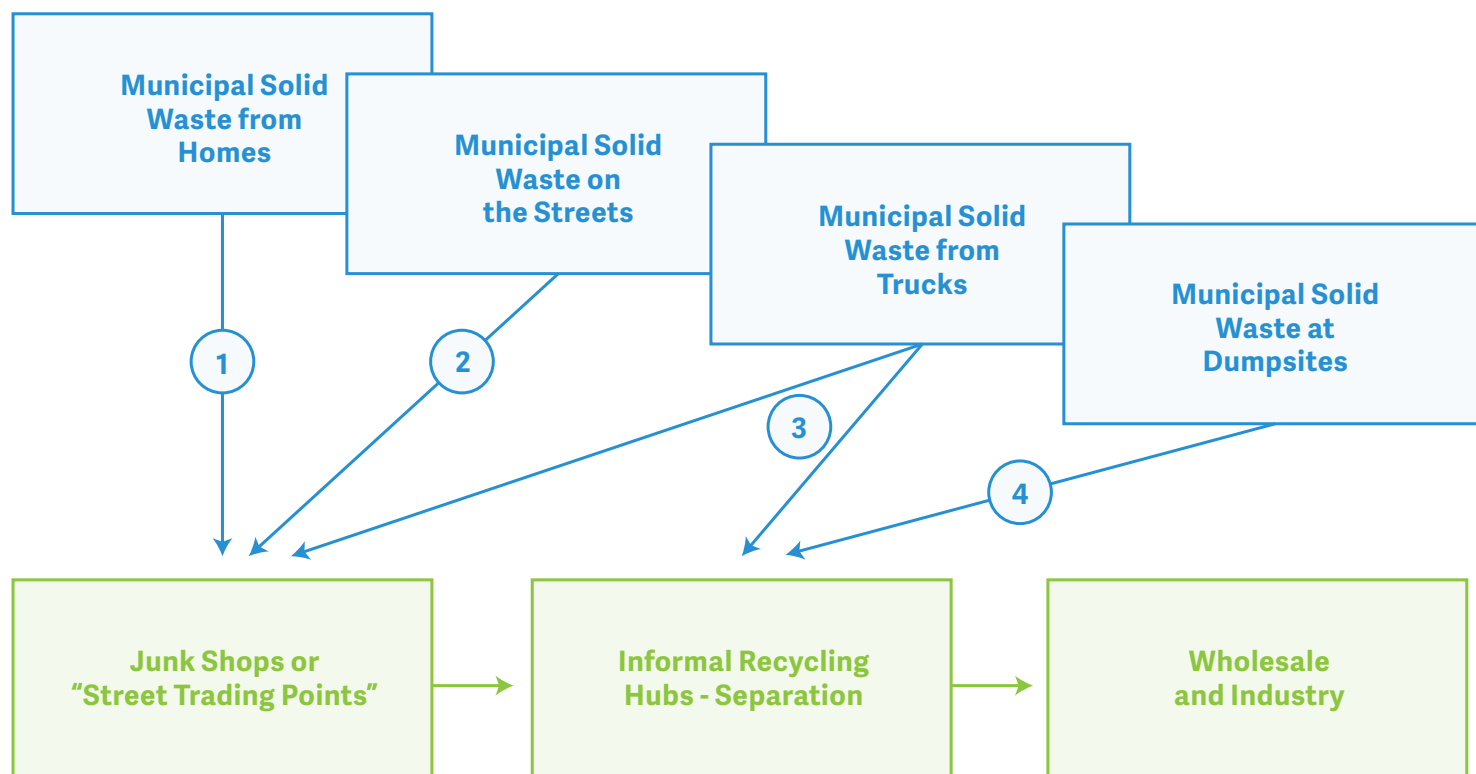 Municipal Solid
Waste from
Homes
Municipal Solid
Waste on
the Streets
Municipal Solid
Waste from
Trucks
Municipal Solid
Waste at
Dumpsites
1
2
3
4
Junk Shops or
“Street Trading Points”
Informal Recycling
Hubs - Separation
Wholesale
and Industry